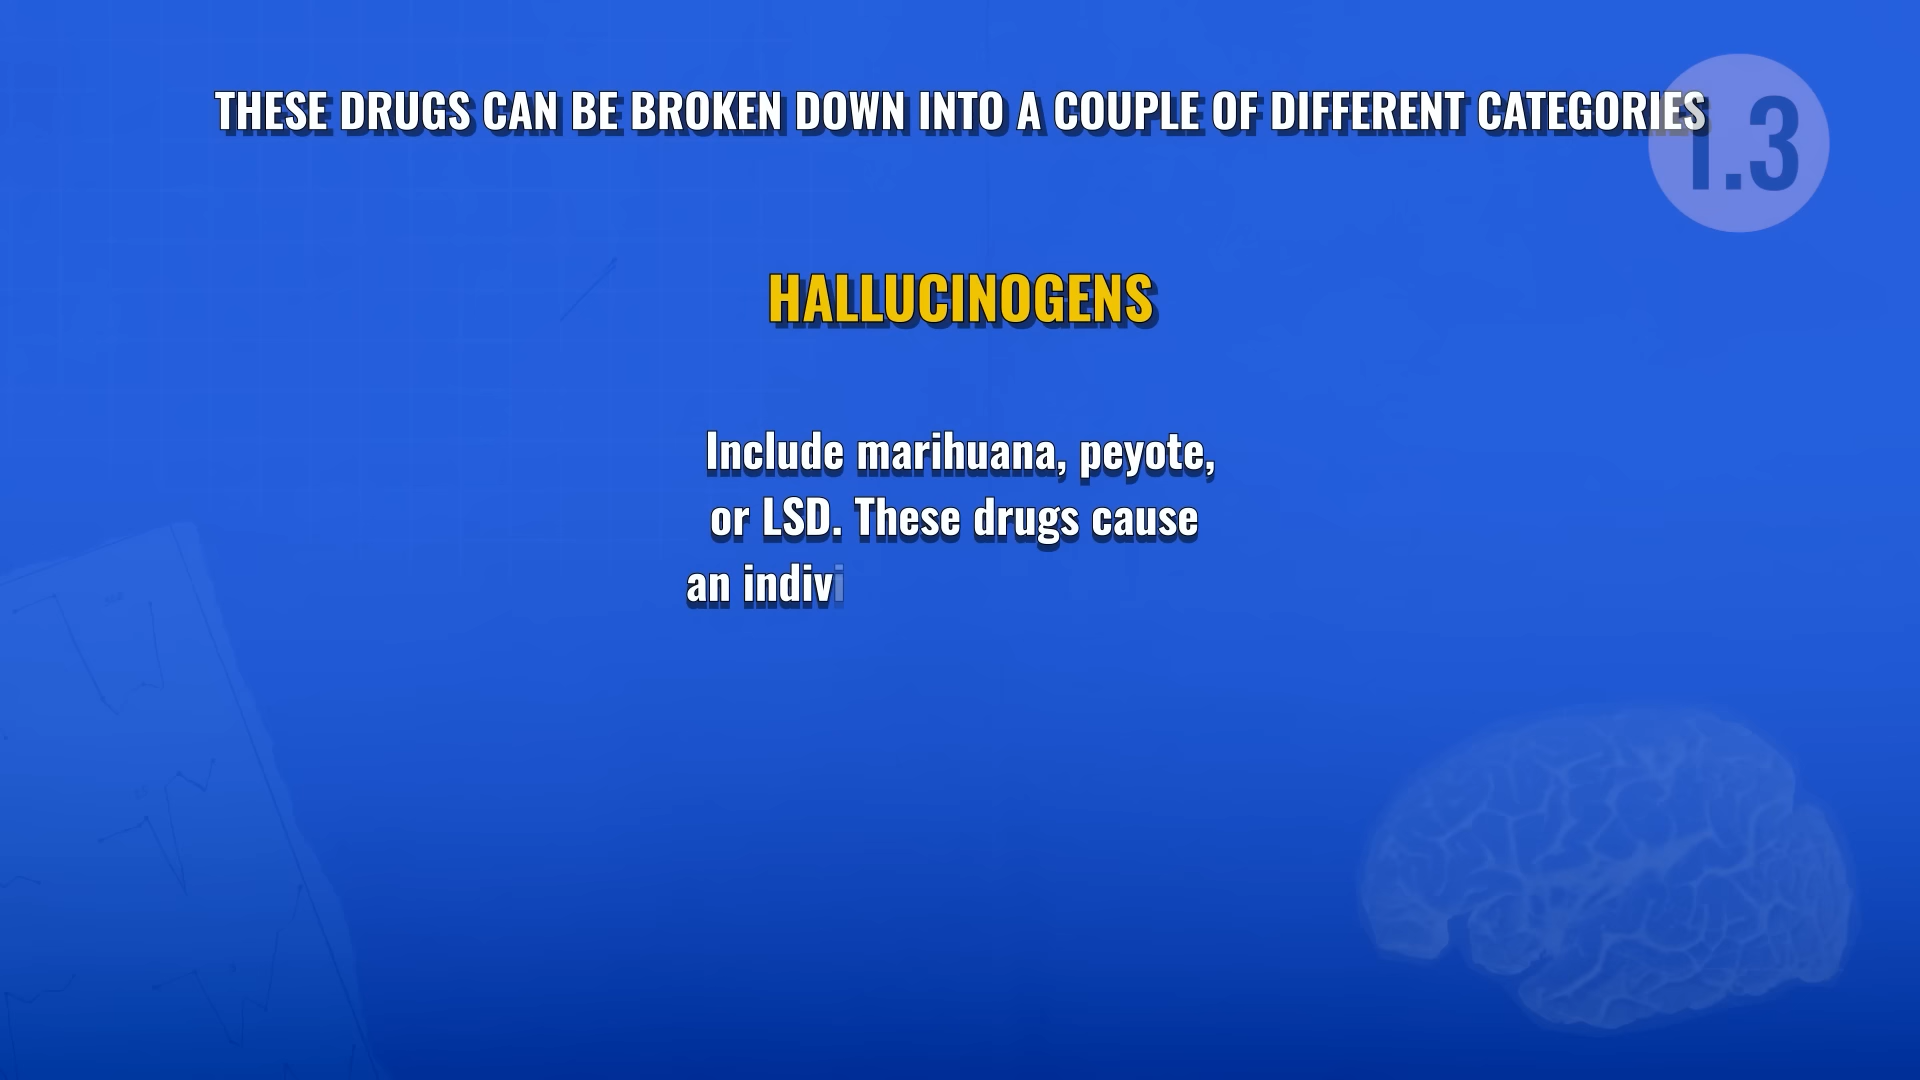 THESE DRUGS CAN BE BROKEN DOWN INTO A COUPLE OF DIFFERENT CATEGORIES
1.3
HALLUCINOGENS
Include marihuana, peyote,
or LSD. These drugs cause
an indivi